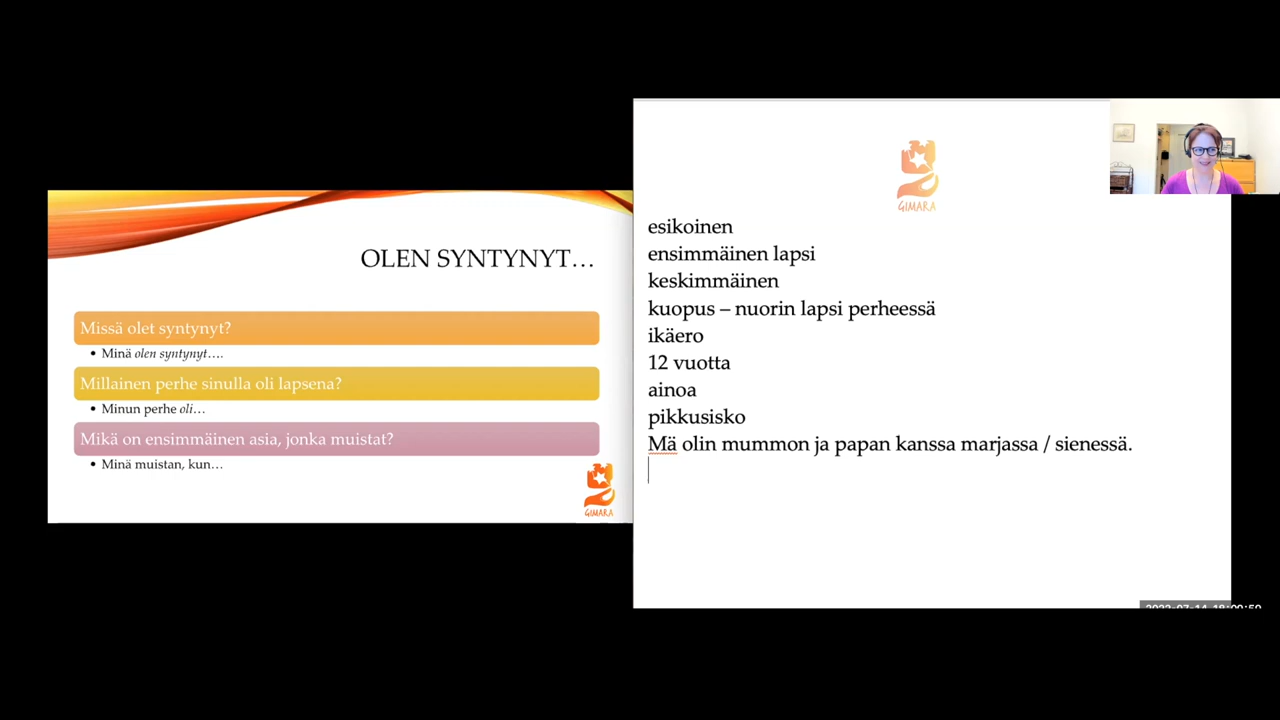 OLEN SYNTYNYT…
Missä olet syntynyt?
• Minä olen syntynyt….
Millainen perhe sinulla oli lapsena?
• Minun perhe oli…
Mikä on ensimmäinen asia, jonka muistat?
• Minä muistan, kun…
GIMARA
GIMARA
esikoinen
ensimmäinen lapsi
keskimmäinen
kuopus – nuorin lapsi perheessä
ikäero
12 vuotta
ainoa
pikkusisko
Mä olin mummon ja papan kanssa marjassa / sienessä.